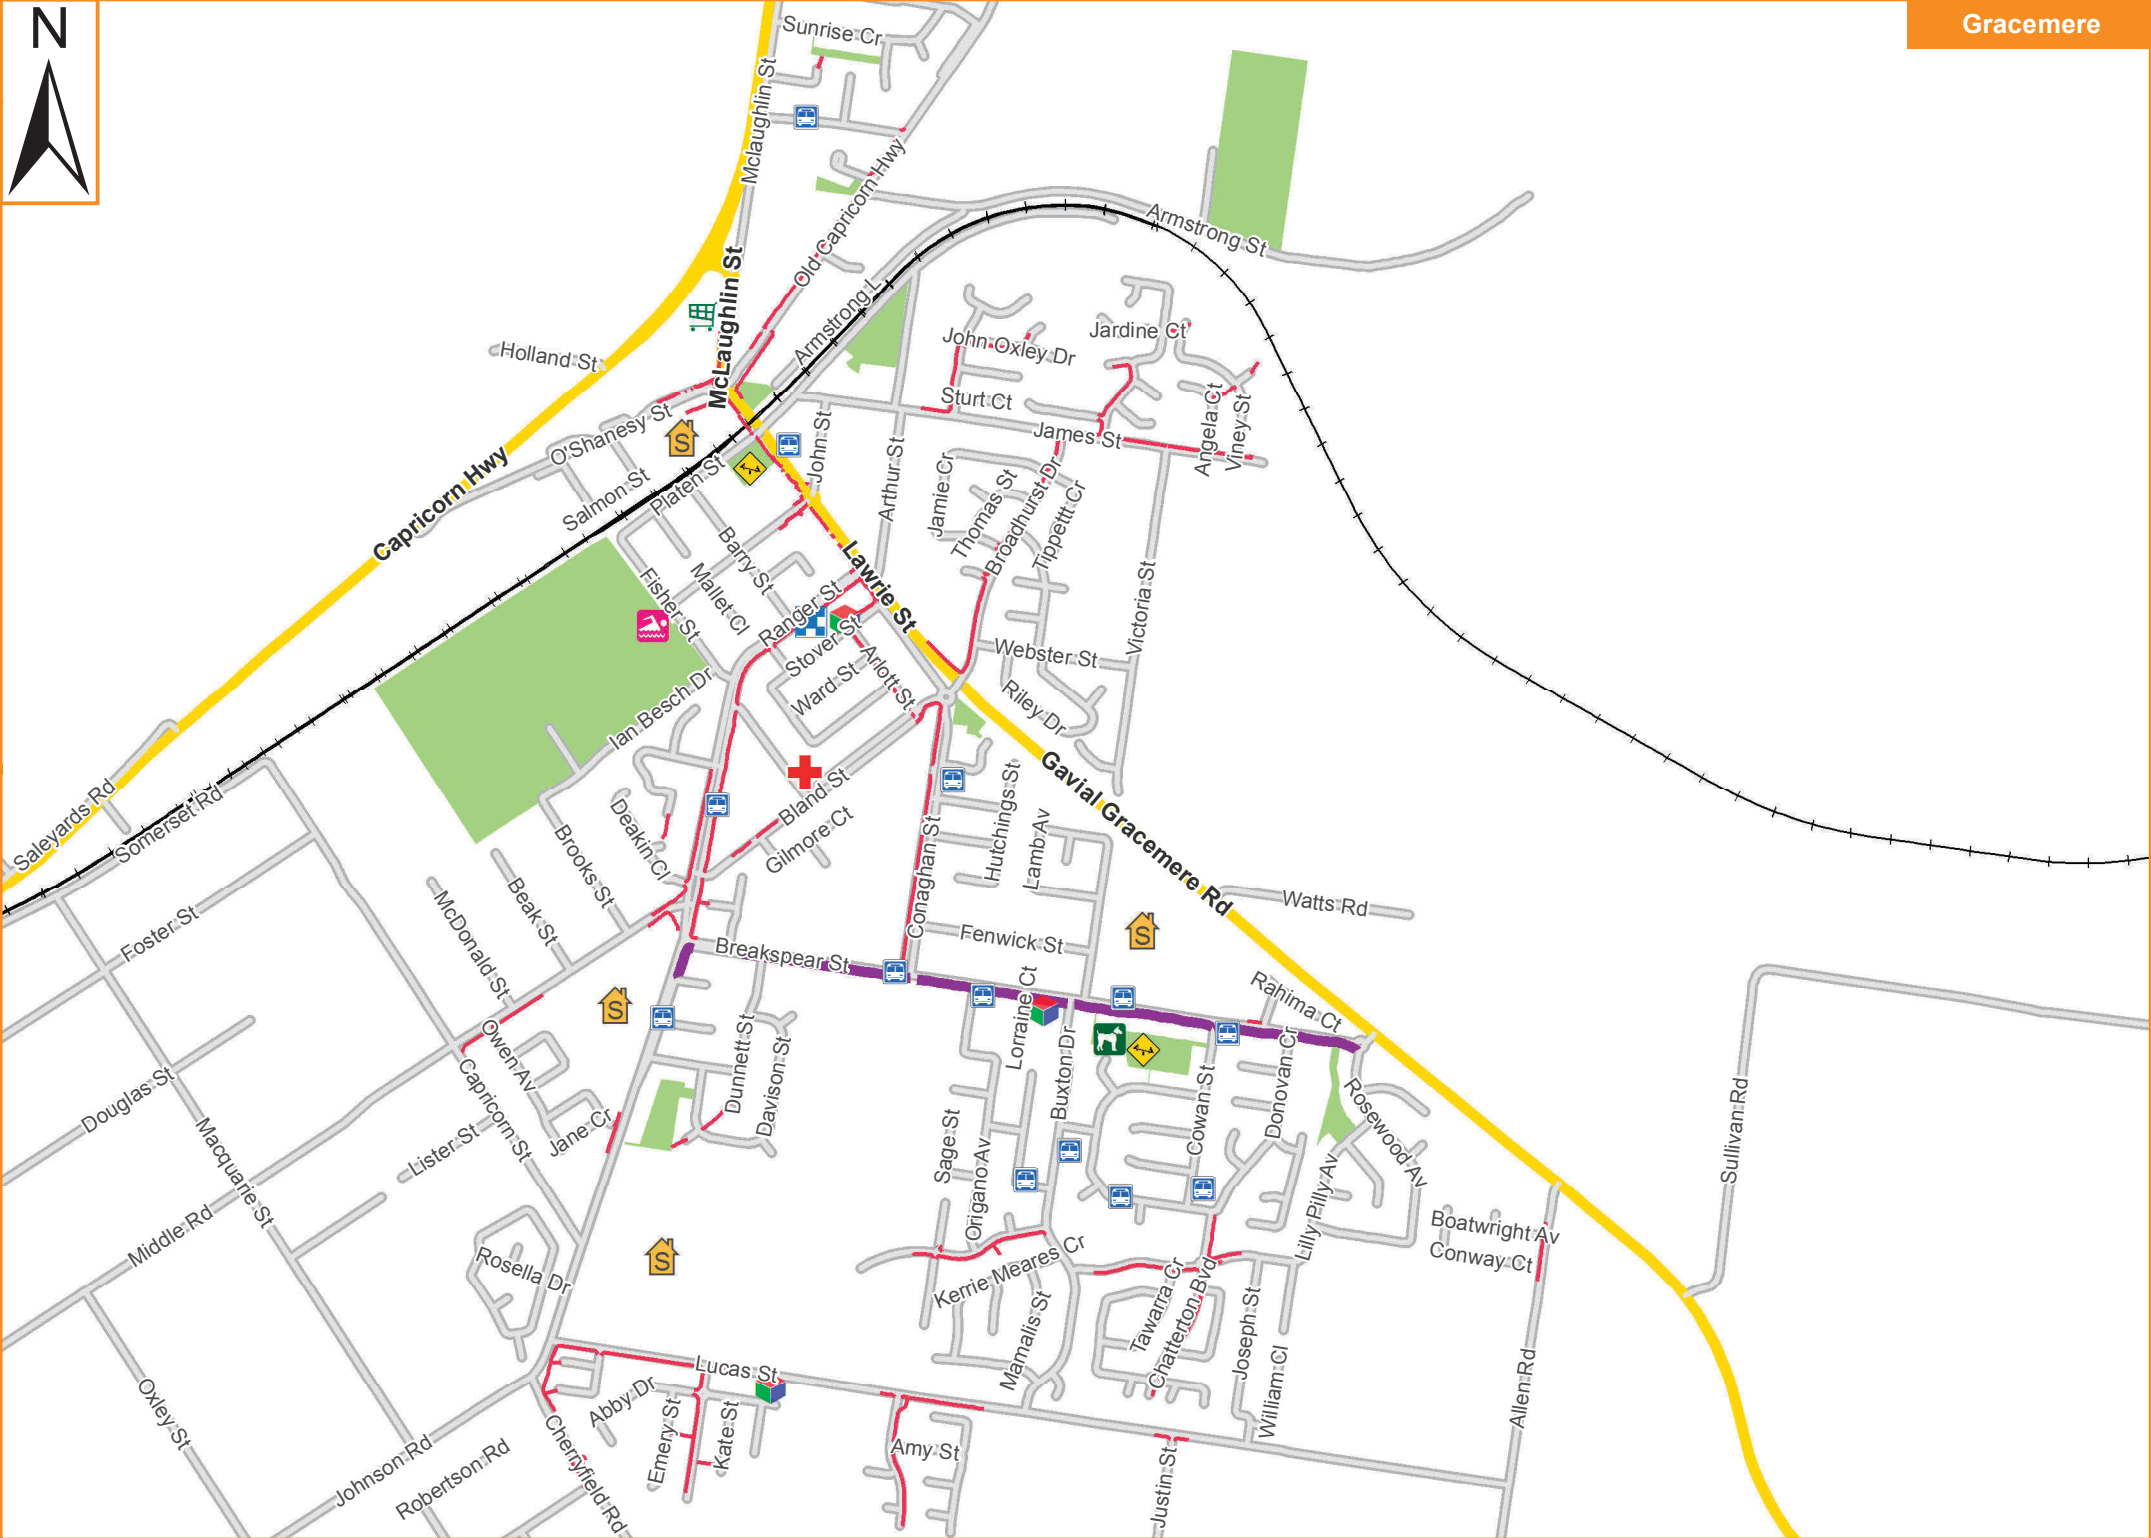 N
Gracemere
Sunrise Cr
Mclaughlin St
Old Capricorn Hwy
Armstrong St
McLaughlin St
Armstrong L
Holland St
John Oxley Dr
Jardine Ct
Sturt Ct
Angela Ct
Viney St
James St
O'Shanesy St
Capricorn Hwy
Salmon St
Platen St
John St
Arthur St
Jamie Cr
Thomas St
Broadhurst Dr
Tippettt Cr
Barry St
Mallet Cl
Fisher St
Lawrie St
Ranger St
Stover St
Ward St
Arlott St
Victoria St
Webster St
Riley Dr
Ian Besch Dr
Saleyards Rd
Somerset Rd
Bland St
Gilmore Ct
Deakin Cl
Brooks St
Beak St
McDonald St
Foster St
Hutchings St
Lamb Av
Conaghan St
Gavial Gracemere Rd
Watts Rd
Fenwick St
Breakspear St
Rahima Ct
Lorraine Ct
Buxton Dr
Cowan St
Donovan Cr
Rosewood Av
Sullivan Rd
Owen Av
Capricorn St
Dunnett St
Davison St
Douglas St
Macquarie St
Lister St
Jane Cr
Sage St
Origano Av
Lilly Pilly Av
Boatwright Av
Conway Ct
Middle Rd
Rosella Dr
Kerrie Meares Cr
Mamalis St
Tawarra Cr
Chatterton Bvd
Joseph St
William Cl
Allen Rd
Lucas St
Abby Dr
Emery St
Kate St
Amy St
Justin St
Oxley St
Johnson Rd
Robertson Rd
Cherryfield Rd
S
S
S
S